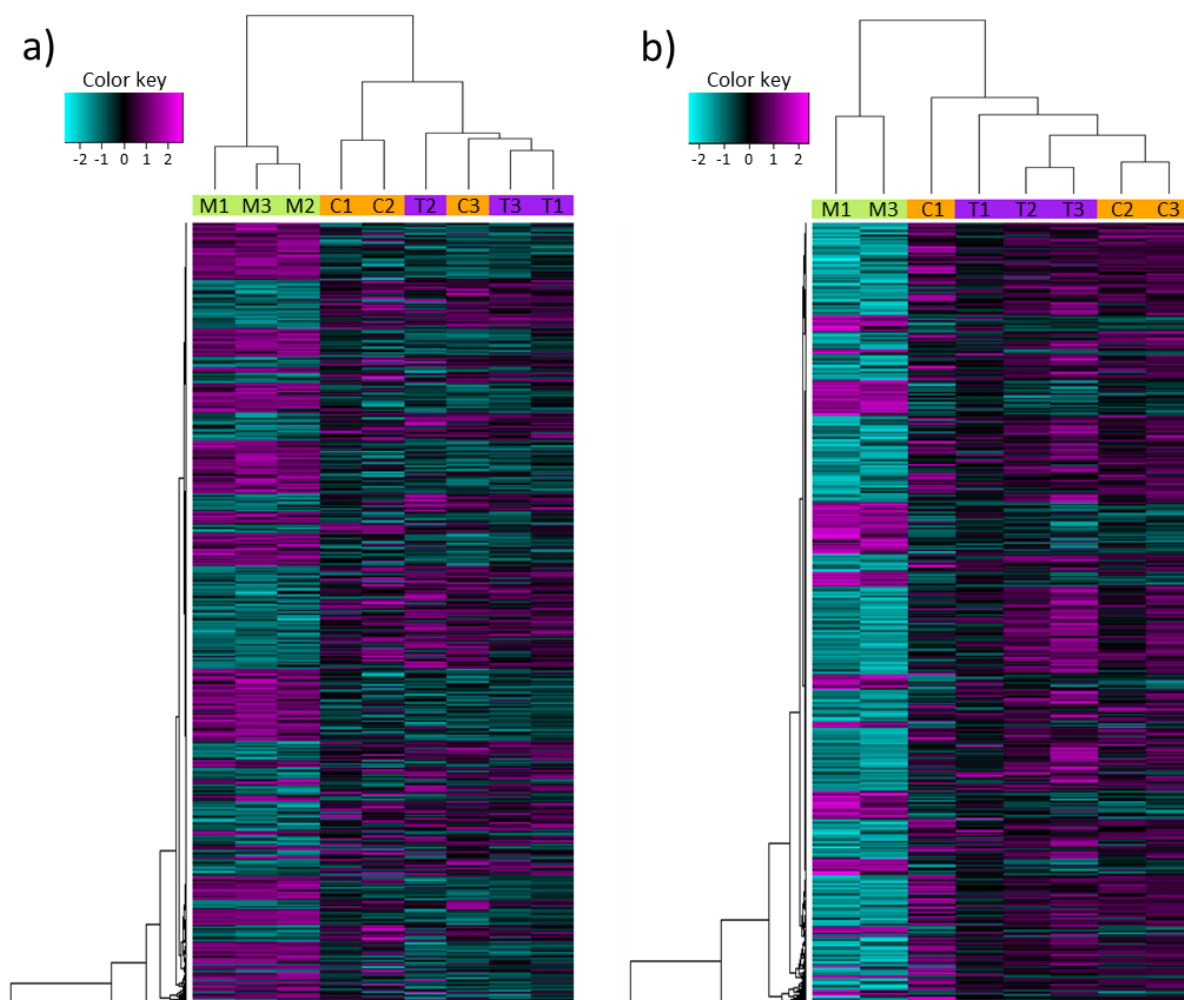 a)
Color key
-2 -1 0 1 2
M1 M3 M2 C1 C2 T2 C3 T3 T1
b)
Color key
-2 -1 0 1 2
M1 M3 C1 T1 T2 T3 C2 C3